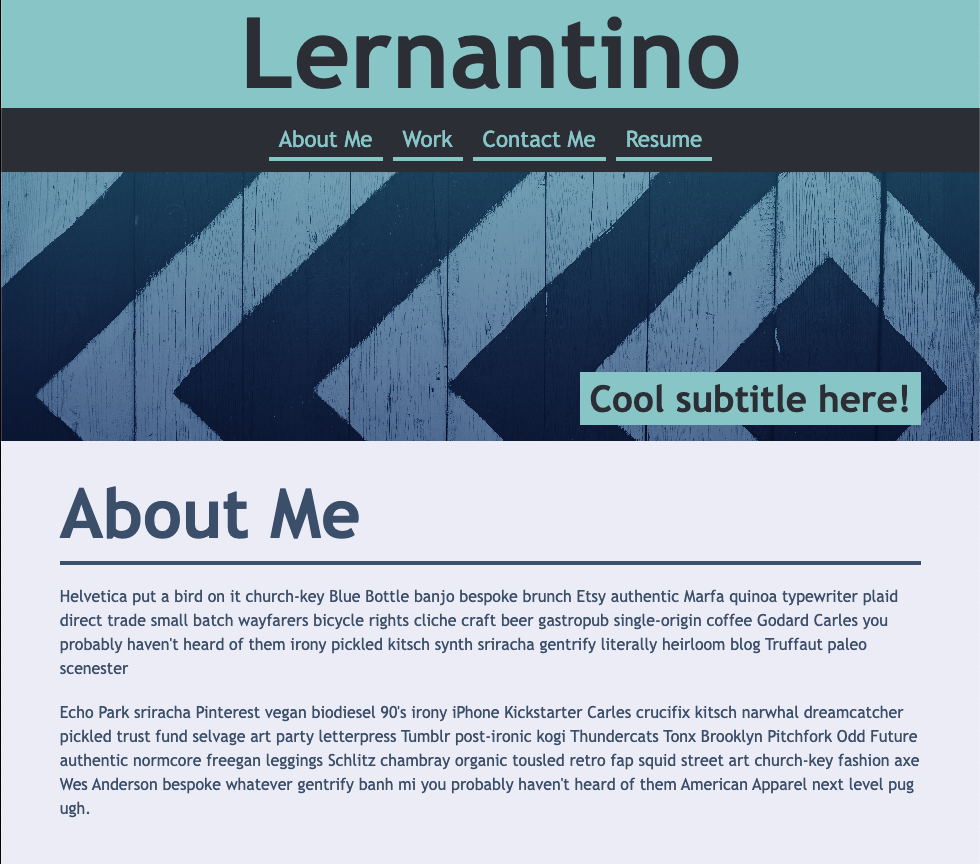 Lernantino
About Me Work Contact Me Resume
Cool subtitle here!
About Me
Helvetica put a bird on it church-key Blue Bottle banjo bespoke brunch Etsy authentic Marfa quinoa typewriter plaid
direct trade small batch wayfarers bicycle rights cliche craft beer gastropub single-origin coffee Godard Carles you
probably haven't heard of them irony pickled kitsch synth sriracha gentrify literally heirloom blog Truffaut paleo
scenester
Echo Park sriracha Pinterest vegan biodiesel 90's irony iPhone Kickstarter Carles crucifix kitsch narwhal dreamcatcher
pickled trust fund selvage art party letterpress Tumblr post-ironic kogi Thundercats Tonx Brooklyn Pitchfork Odd Future
authentic normcore freegan leggings Schlitz chambray organic tousled retro fap squid street art church-key fashion axe
Wes Anderson bespoke whatever gentrify banh mi you probably haven't heard of them American Apparel next level pug
ugh.